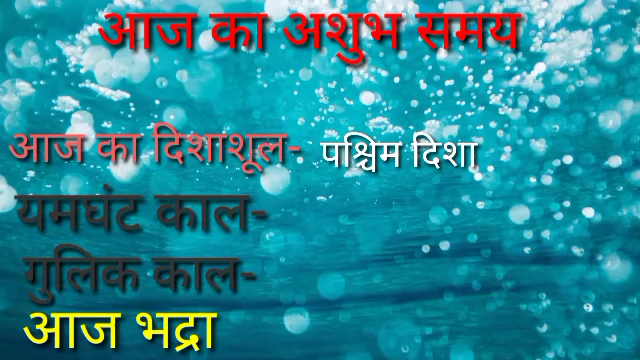 आज का अशुभ समय
आज का दिशाशूल- पश्चिम दिशा
यमघंट काल-
गुलिक काल-
आज भद्रा